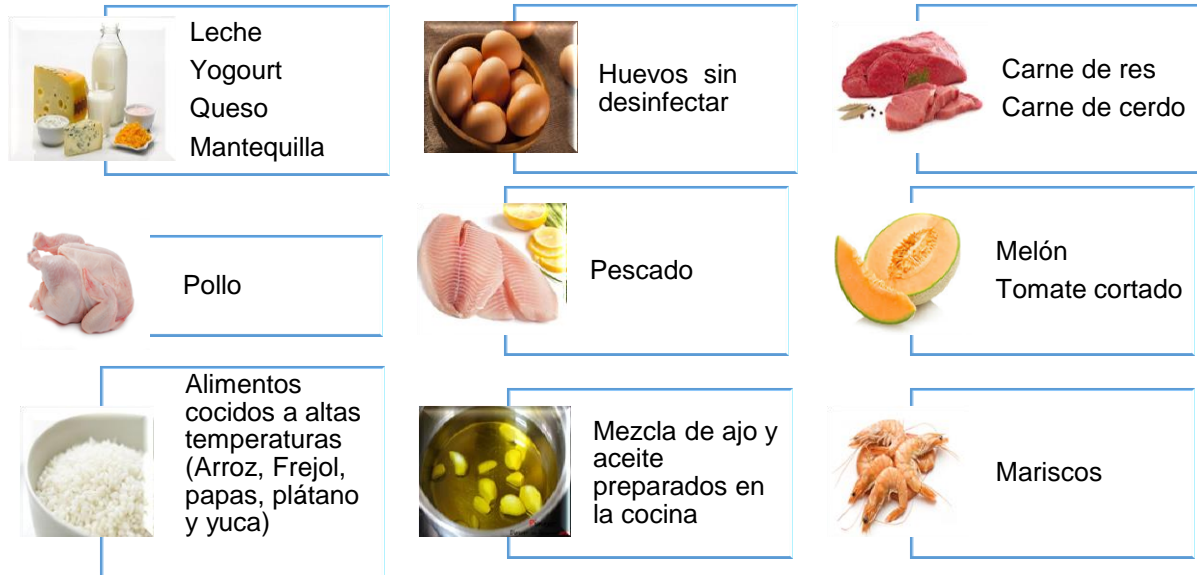 Leche
Yogourt
Queso
Mantequilla
Huevos sin
desinfectar
Carne de res
Carne de cerdo
Pollo
Pescado
Melón
Tomate cortado
Alimentos
cocidos a altas
temperaturas
(Arroz, Frejol,
papas, plátano
y yuca)
Mezcla de ajo y
aceite
preparados en
la cocina
Mariscos